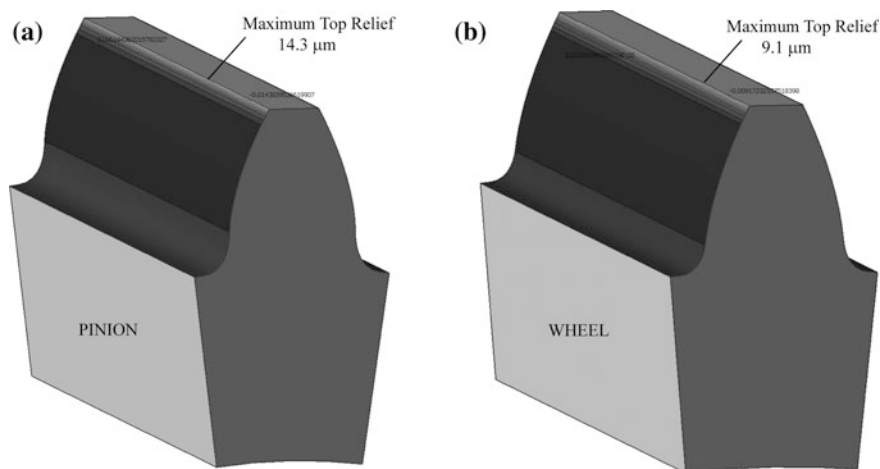 (a)
Maximum Top Relief
14.3 μm
PINION
(b)
Maximum Top Relief
9.1 μm
WHEEL